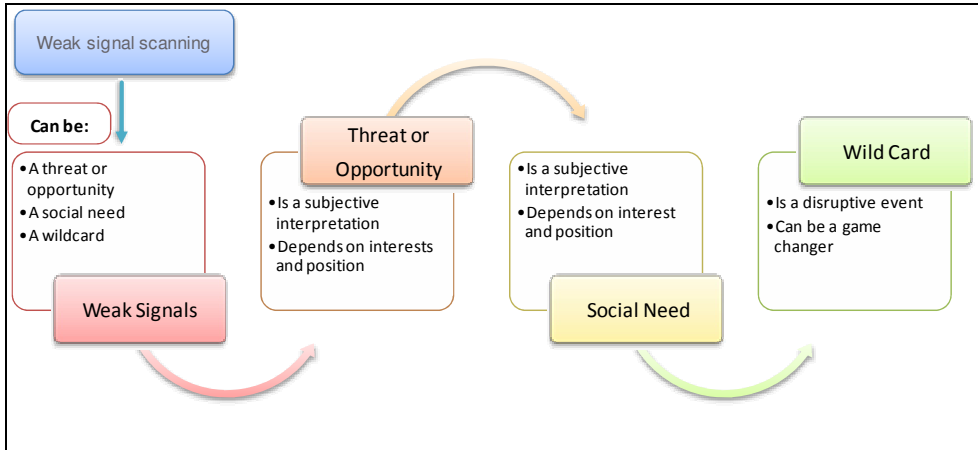 Weak signal scanning
Can be:
•A threat or
opportunity
•A social need
•A wildcard
Weak Signals
Threat or
Opportunity
•Is a subjective
interpretation
•Depends on interests
and position
•Is a subjective
interpretation
•Depends on interest
and position
Social Need
Wild Card
•Is a disruptive event
•Can be a game
changer